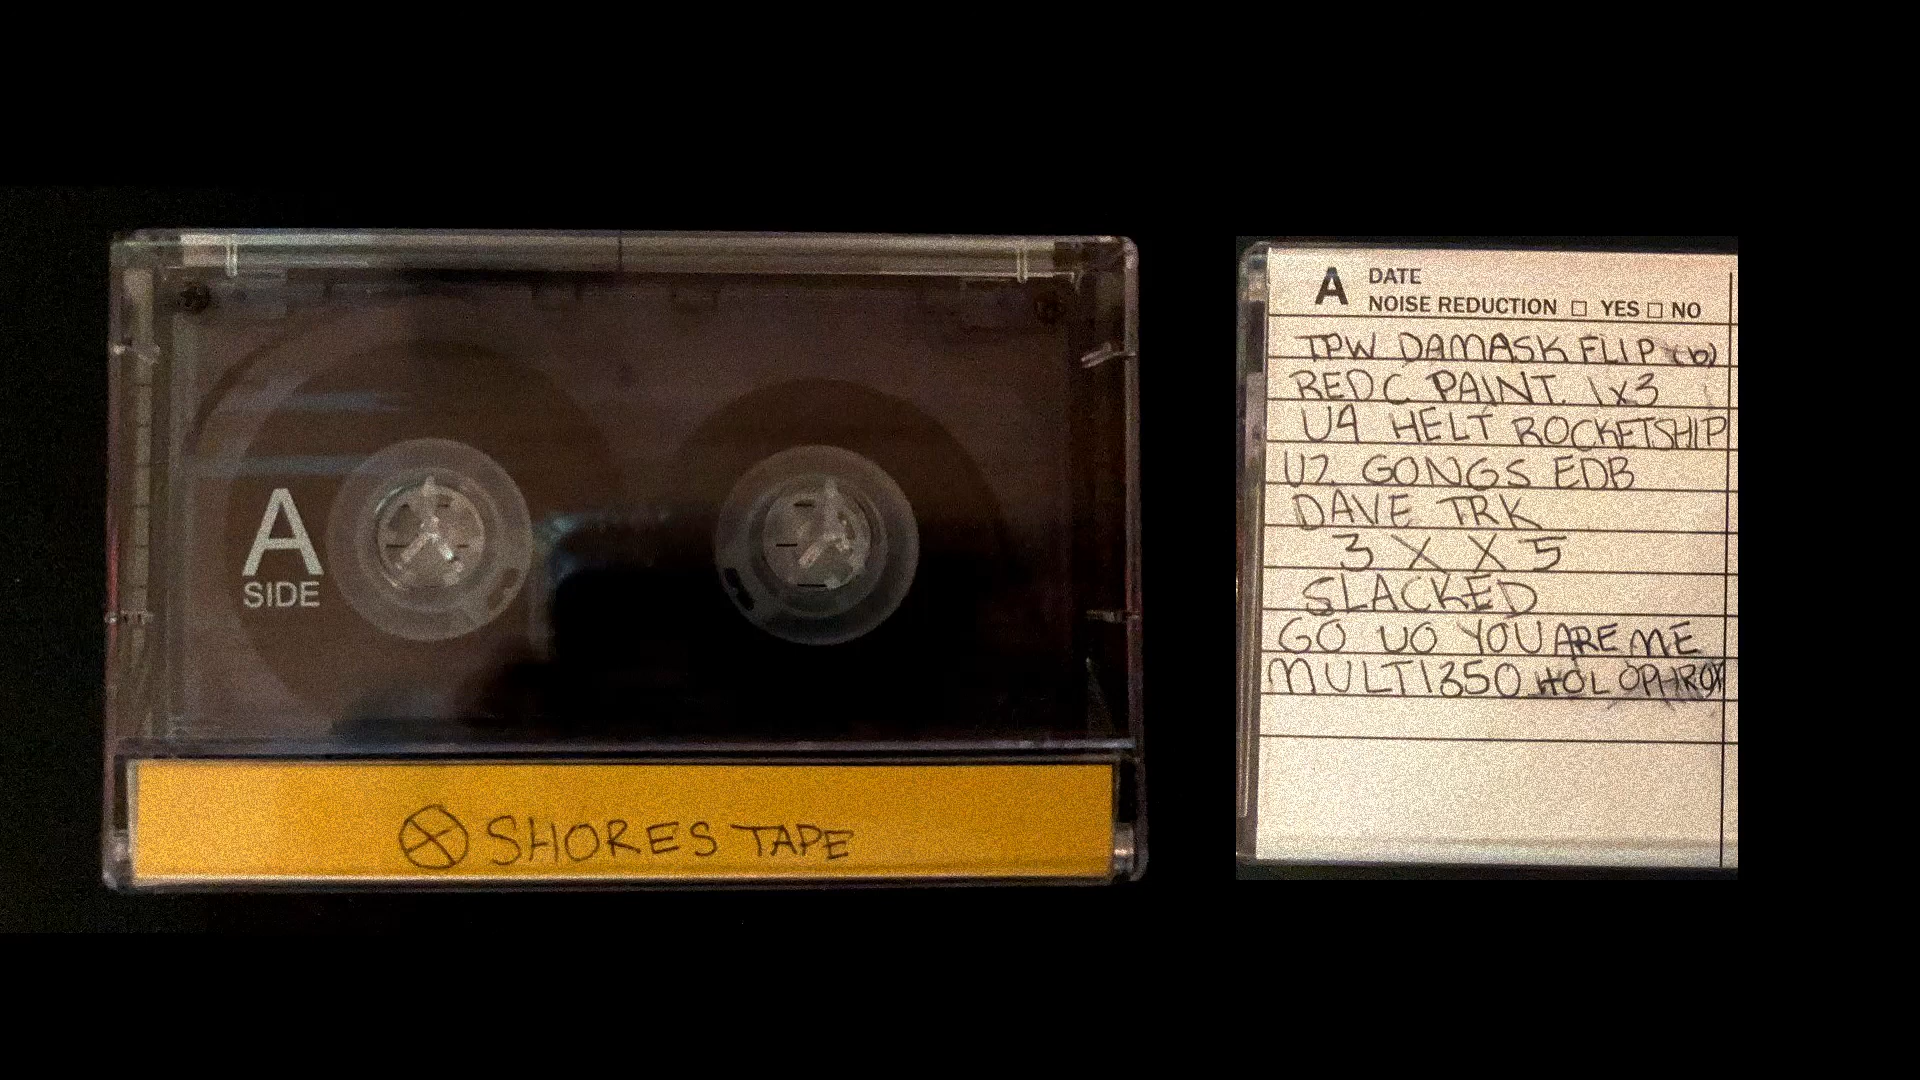 A
SIDE
⊗ SHORES TAPE
A DATE
NOISE REDUCTION □ YES □ NO
TPW DAMASK FLIP (b)
REDC PAINT 1x3
U4 HELT ROCKETSHIP
GONGS EDB
DAVE TRK
3 X X 5
SLACKED
GO UO YOU ARE ME
MULTI350 HOL